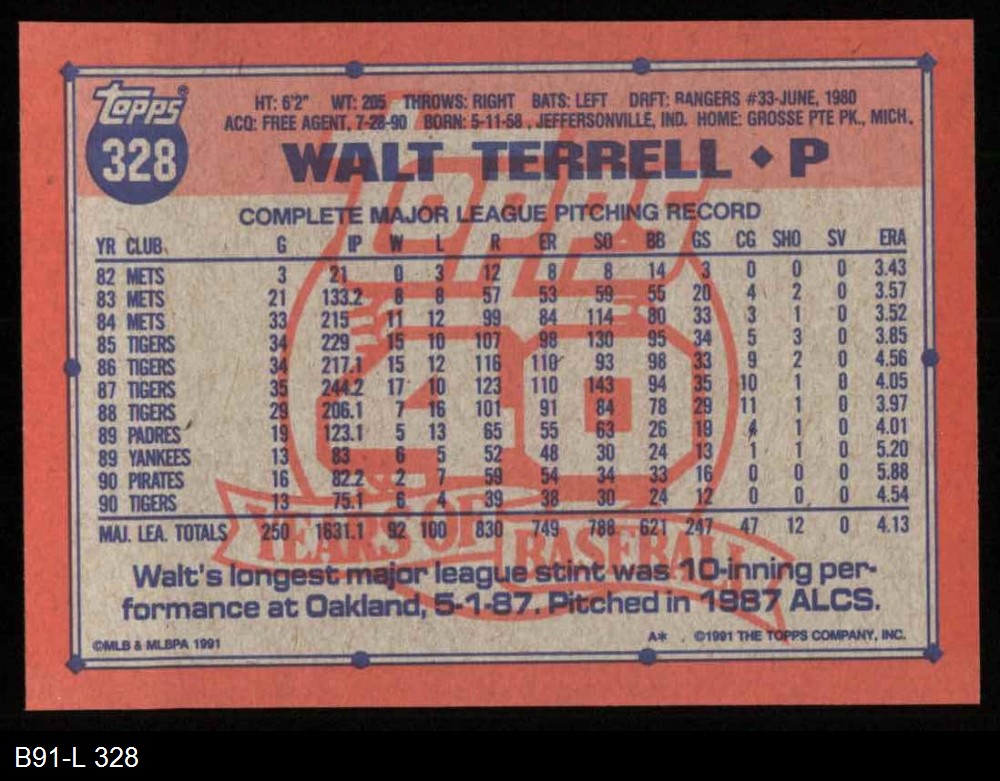 Topps
328
HT: 6'2" WT: 205 THROWS: RIGHT BATS: LEFT DRFT: RANGERS #33-JUNE, 1980
ACQ: FREE AGENT, 7-28-90 BORN: 5-11-58, JEFFERSONVILLE, IND. HOME: GROSSE PTE PK., MICH.
WALT TERRELL ♦ P
COMPLETE MAJOR LEAGUE PITCHING RECORD
YR CLUB G IP W L R ER SO BB GS CG SHO SV ERA
82 METS 3 21 0 3 12 8 8 14 3 0 0 0 3.43
83 METS 21 133.2 8 8 57 53 59 55 20 4 2 0 3.57
84 METS 33 215 11 12 99 84 114 80 33 3 1 0 3.52
85 TIGERS 34 229 15 10 107 98 130 95 34 5 3 0 3.85
86 TIGERS 34 217.1 15 12 116 110 93 98 33 9 2 0 4.56
87 TIGERS 35 244.2 17 10 123 110 143 94 35 10 1 0 4.05
88 TIGERS 29 206.1 7 16 101 91 84 78 29 11 1 0 3.97
89 PADRES 19 123.1 5 13 65 55 63 26 19 4 1 0 4.01
89 YANKEES 13 83 6 5 52 48 30 24 13 1 1 0 5.20
90 PIRATES 16 82.2 2 7 59 54 34 33 16 0 0 0 5.88
90 TIGERS 13 75.1 6 4 39 38 30 24 12 0 0 0 4.54
MAJ. LEA. TOTALS 250 1631.1 92 100 830 749 788 621 247 47 12 0 4.13
Topps
40
YEARS OF BASEBALL
Walt's longest major league stint was 10-inning per-
formance at Oakland, 5-1-87. Pitched in 1987 ALCS.
©MLB & MLBPA 1991 A* ©1991 THE TOPPS COMPANY, INC.
B91-L 328